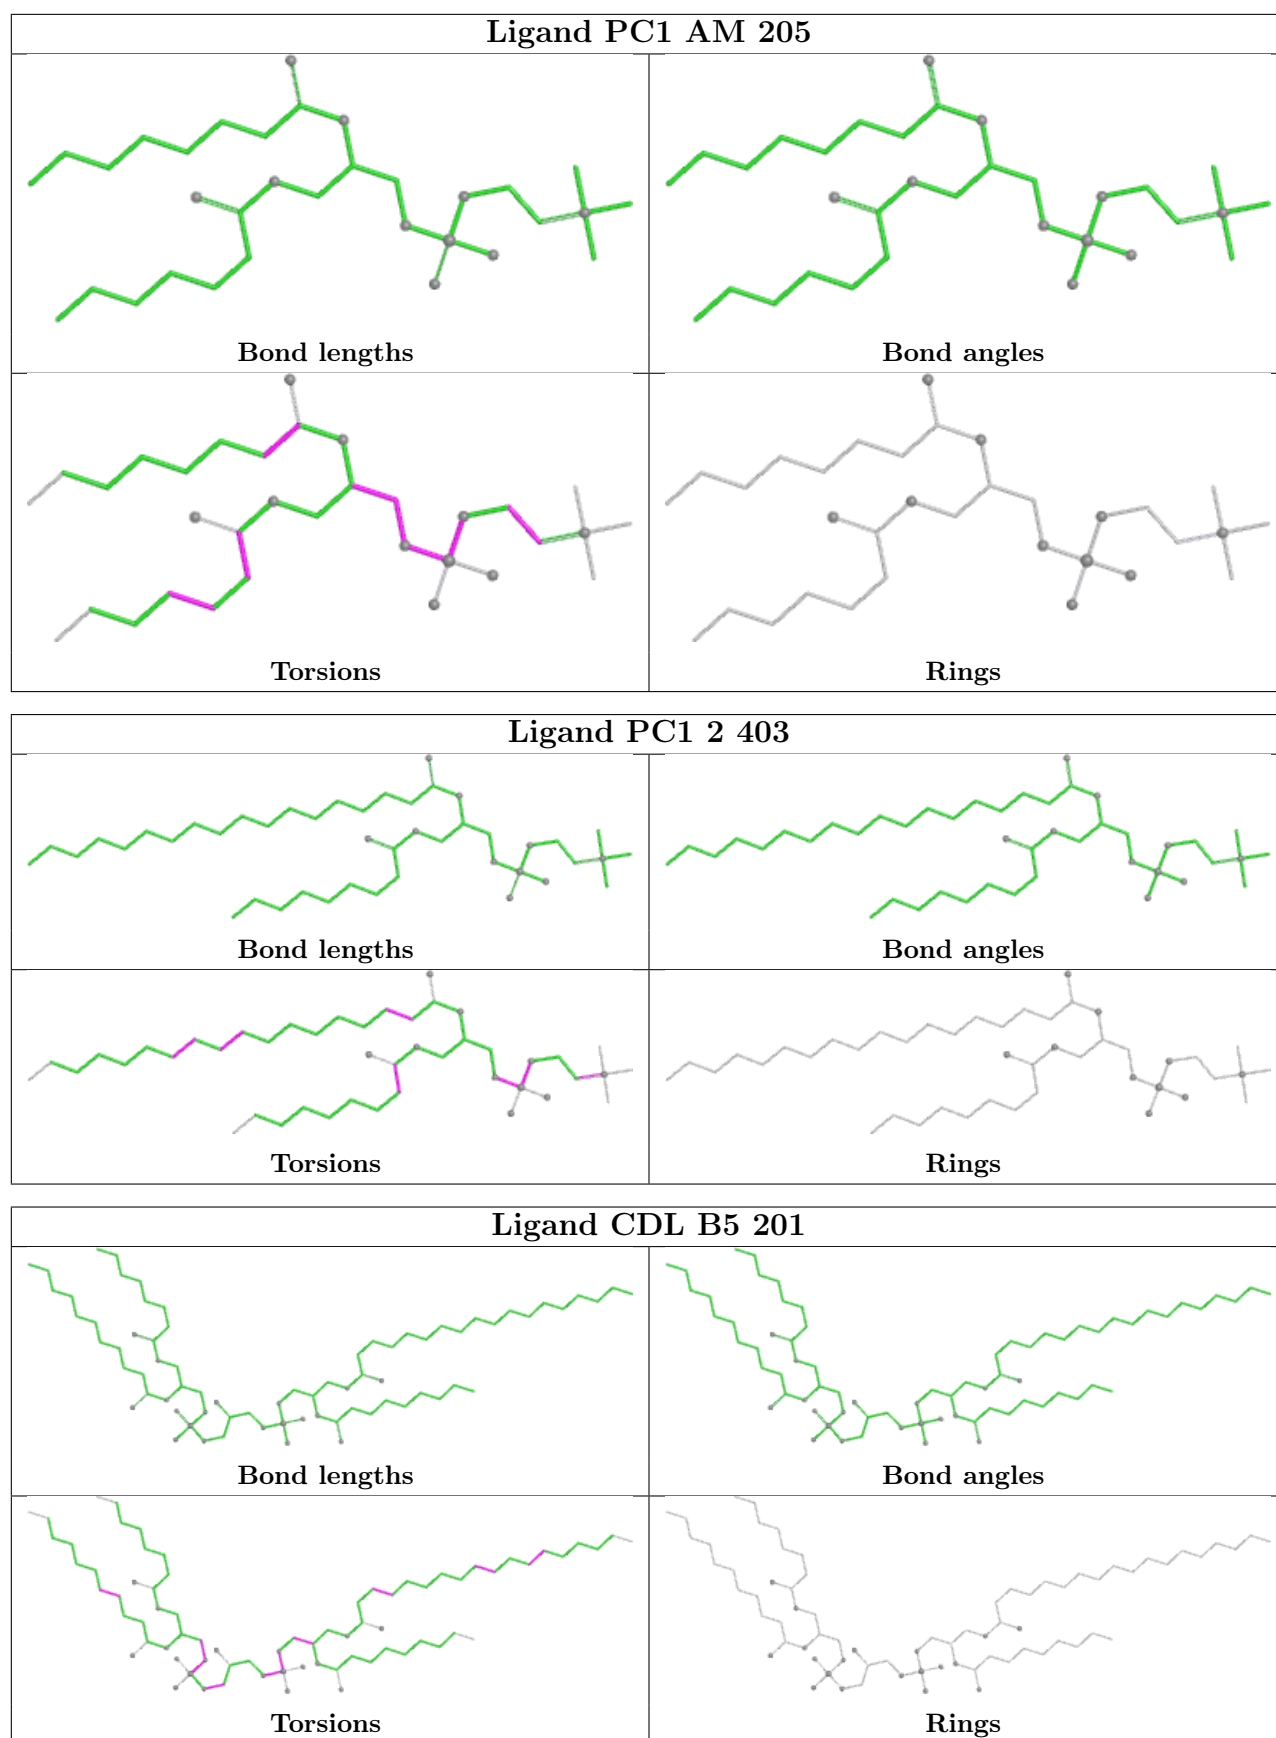 Ligand PC1 AM 205
Bond lengths
Bond angles
Torsions
Rings
Ligand PC1 2 403
Bond lengths
Bond angles
Torsions
Rings
Ligand CDL B5 201
Bond lengths
Bond angles
Torsions
Rings